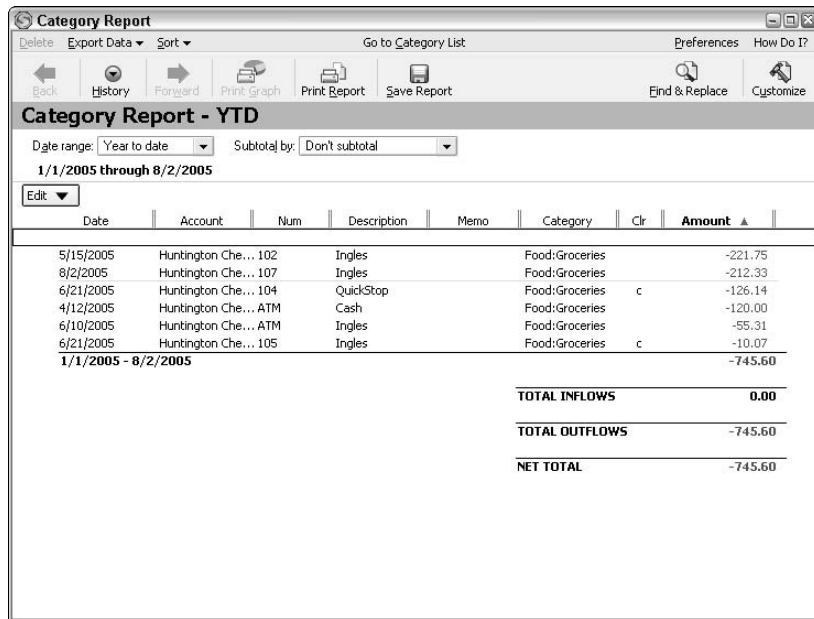 Category Report
Delete Export Data Sort Go to Category List Preferences How Do I?
Back History Forward Print Graph Print Report Save Report Find & Replace Customize
Category Report - YTD
Date range: Year to date Subtotal by: Don't subtotal
1/1/2005 through 8/2/2005
Edit
Date Account Num Description Memo Category Clr Amount
5/15/2005 Huntington Che... 102 Ingles Food:Groceries -221.75
8/2/2005 Huntington Che... 107 Ingles Food:Groceries -212.33
6/21/2005 Huntington Che... 104 QuickStop Food:Groceries c -126.14
4/12/2005 Huntington Che... ATM Cash Food:Groceries -120.00
6/10/2005 Huntington Che... ATM Ingles Food:Groceries -55.31
6/21/2005 Huntington Che... 105 Ingles Food:Groceries c -10.07
1/1/2005 - 8/2/2005 -745.60
TOTAL INFLOWS 0.00
TOTAL OUTFLOWS -745.60
NET TOTAL -745.60